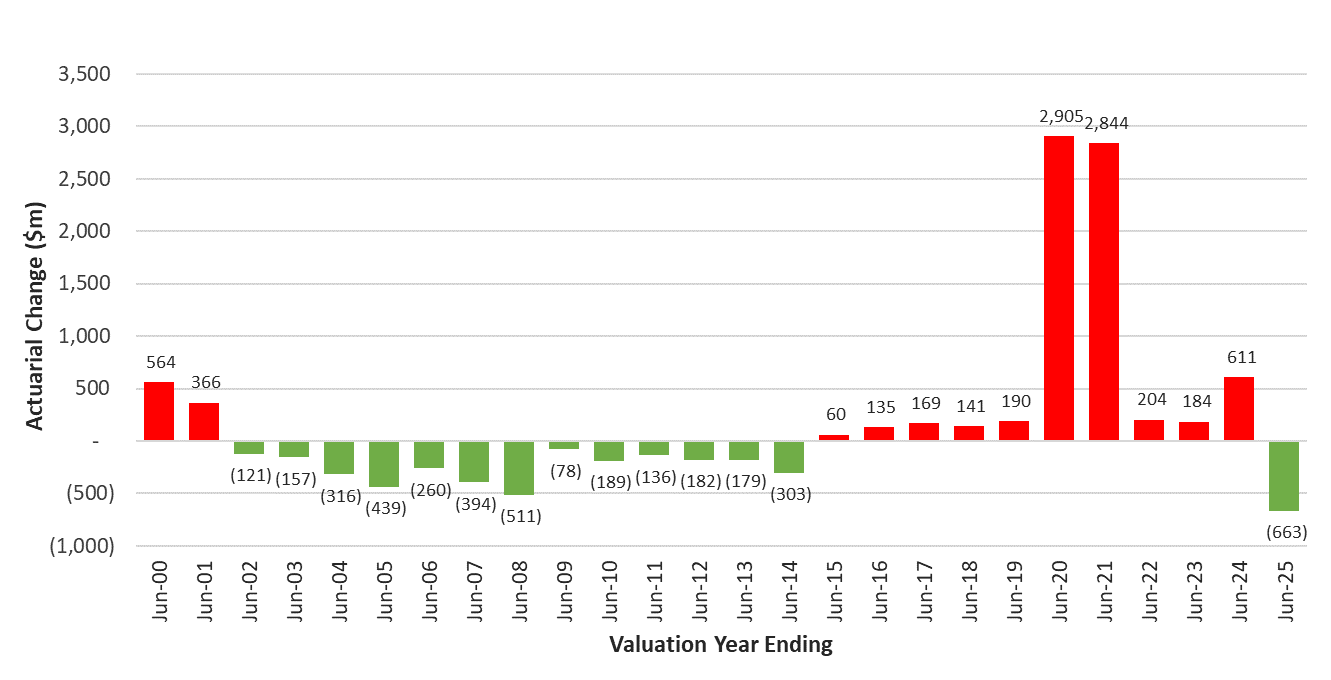 3,500
3,000
2,500
2,000
1,500
1,000
500
-
(500)
(1,000)
Actuarial Change ($m)
564
366
(121)
(157)
(316)
(439)
(260)
(394)
(511)
(78)
(189)
(136)
(182)
(179)
(303)
60
135
169
141
190
2,905
2,844
204
184
611
(663)
Jun-00
Jun-01
Jun-02
Jun-03
Jun-04
Jun-05
Jun-06
Jun-07
Jun-08
Jun-09
Jun-10
Jun-11
Jun-12
Jun-13
Jun-14
Jun-15
Jun-16
Jun-17
Jun-18
Jun-19
Jun-20
Jun-21
Jun-22
Jun-23
Jun-24
Jun-25
Valuation Year Ending